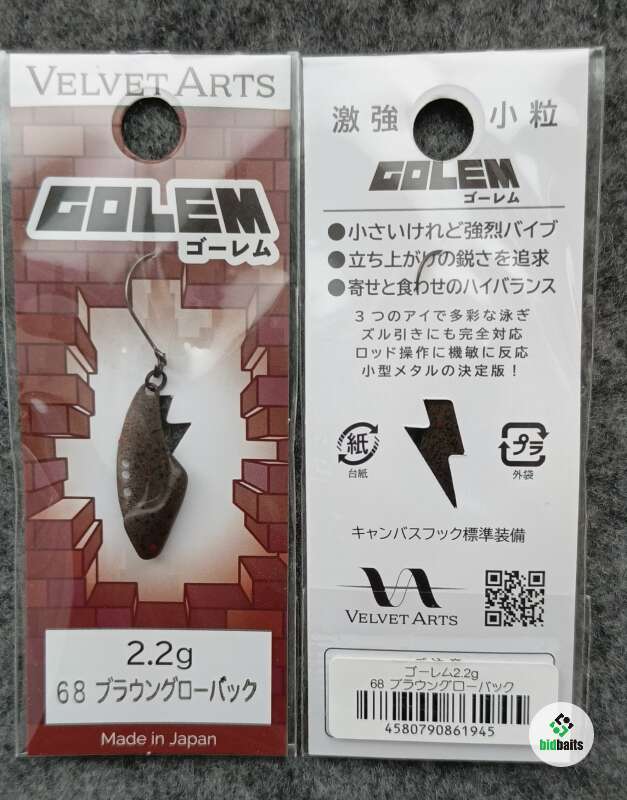 VELVET ARTS
GOLEM
ゴーレム
2.2g
68 ブラウングローバック
Made in Japan
激強 小粒
GOLEM
ゴーレム
●小さいけれど強烈バイブ
●立ち上がりの鋭さを追求
●寄せと食わせのハイバランス
3つのアイで多彩な泳ぎ
ズル引きにも完全対応
ロッド操作に機敏に反応
小型メタルの決定版！
紙
台紙
プラ
外袋
キャンバスフック標準装備
VELVET ARTS
ゴーレム2.2g
68 ブラウングローバック
4580790861945
bidbaits